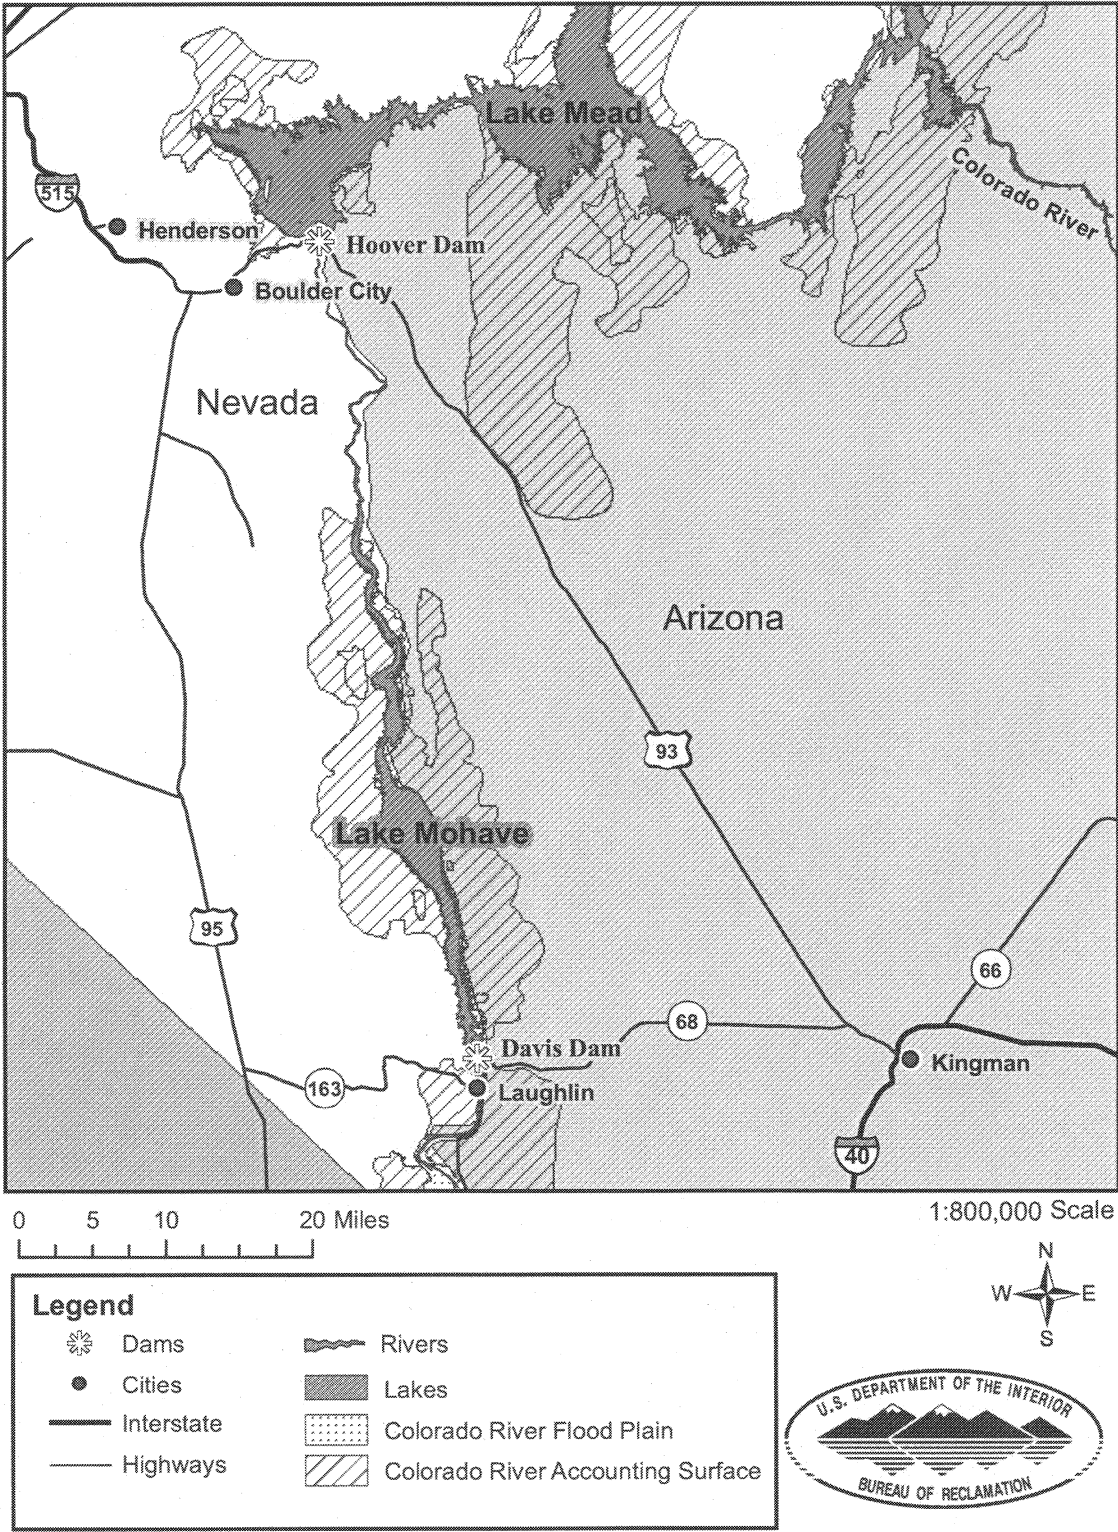 Lake Mead
Colorado River
515
Henderson
Hoover Dam
Boulder City
Nevada
Arizona
93
Lake Mohave
95
66
68
Davis Dam
Kingman
163
Laughlin
40
0 5 10 20 Miles
1:800,000 Scale
N
W E
S
Legend
Dams
Cities
Interstate
Highways
Rivers
Lakes
Colorado River Flood Plain
Colorado River Accounting Surface
U.S. DEPARTMENT OF THE INTERIOR
BUREAU OF RECLAMATION